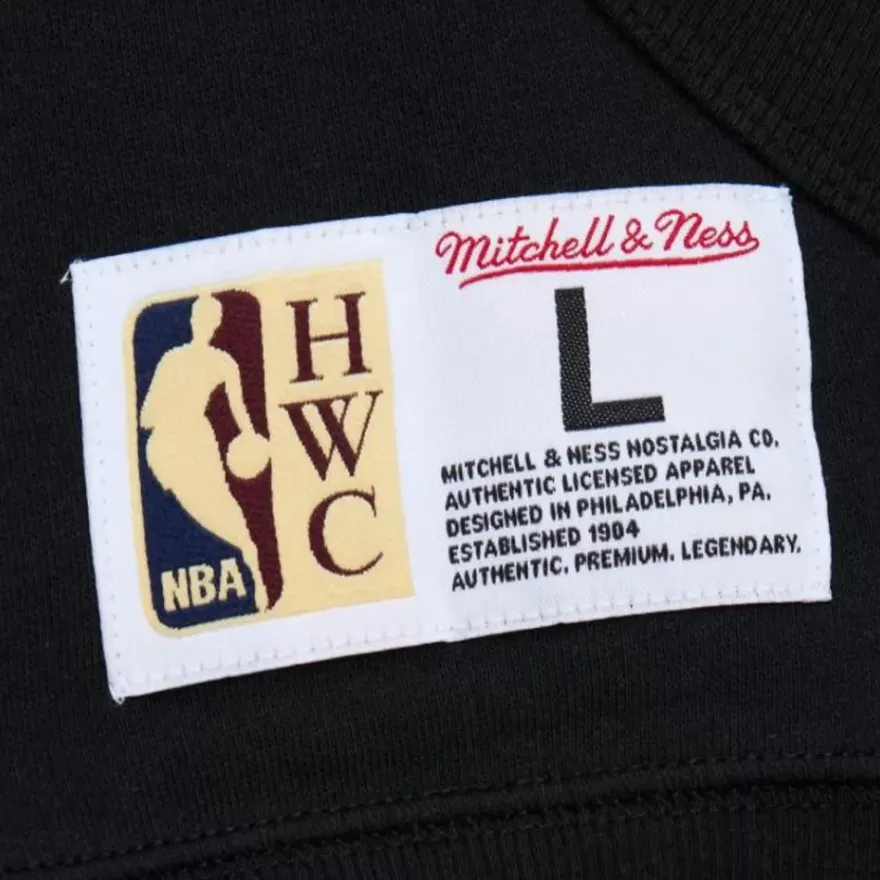 NBA
H
W
C
Mitchell & Ness
L
MITCHELL & NESS NOSTALGIA CO.
AUTHENTIC LICENSED APPAREL
DESIGNED IN PHILADELPHIA, PA.
ESTABLISHED 1904
AUTHENTIC. PREMIUM. LEGENDARY.